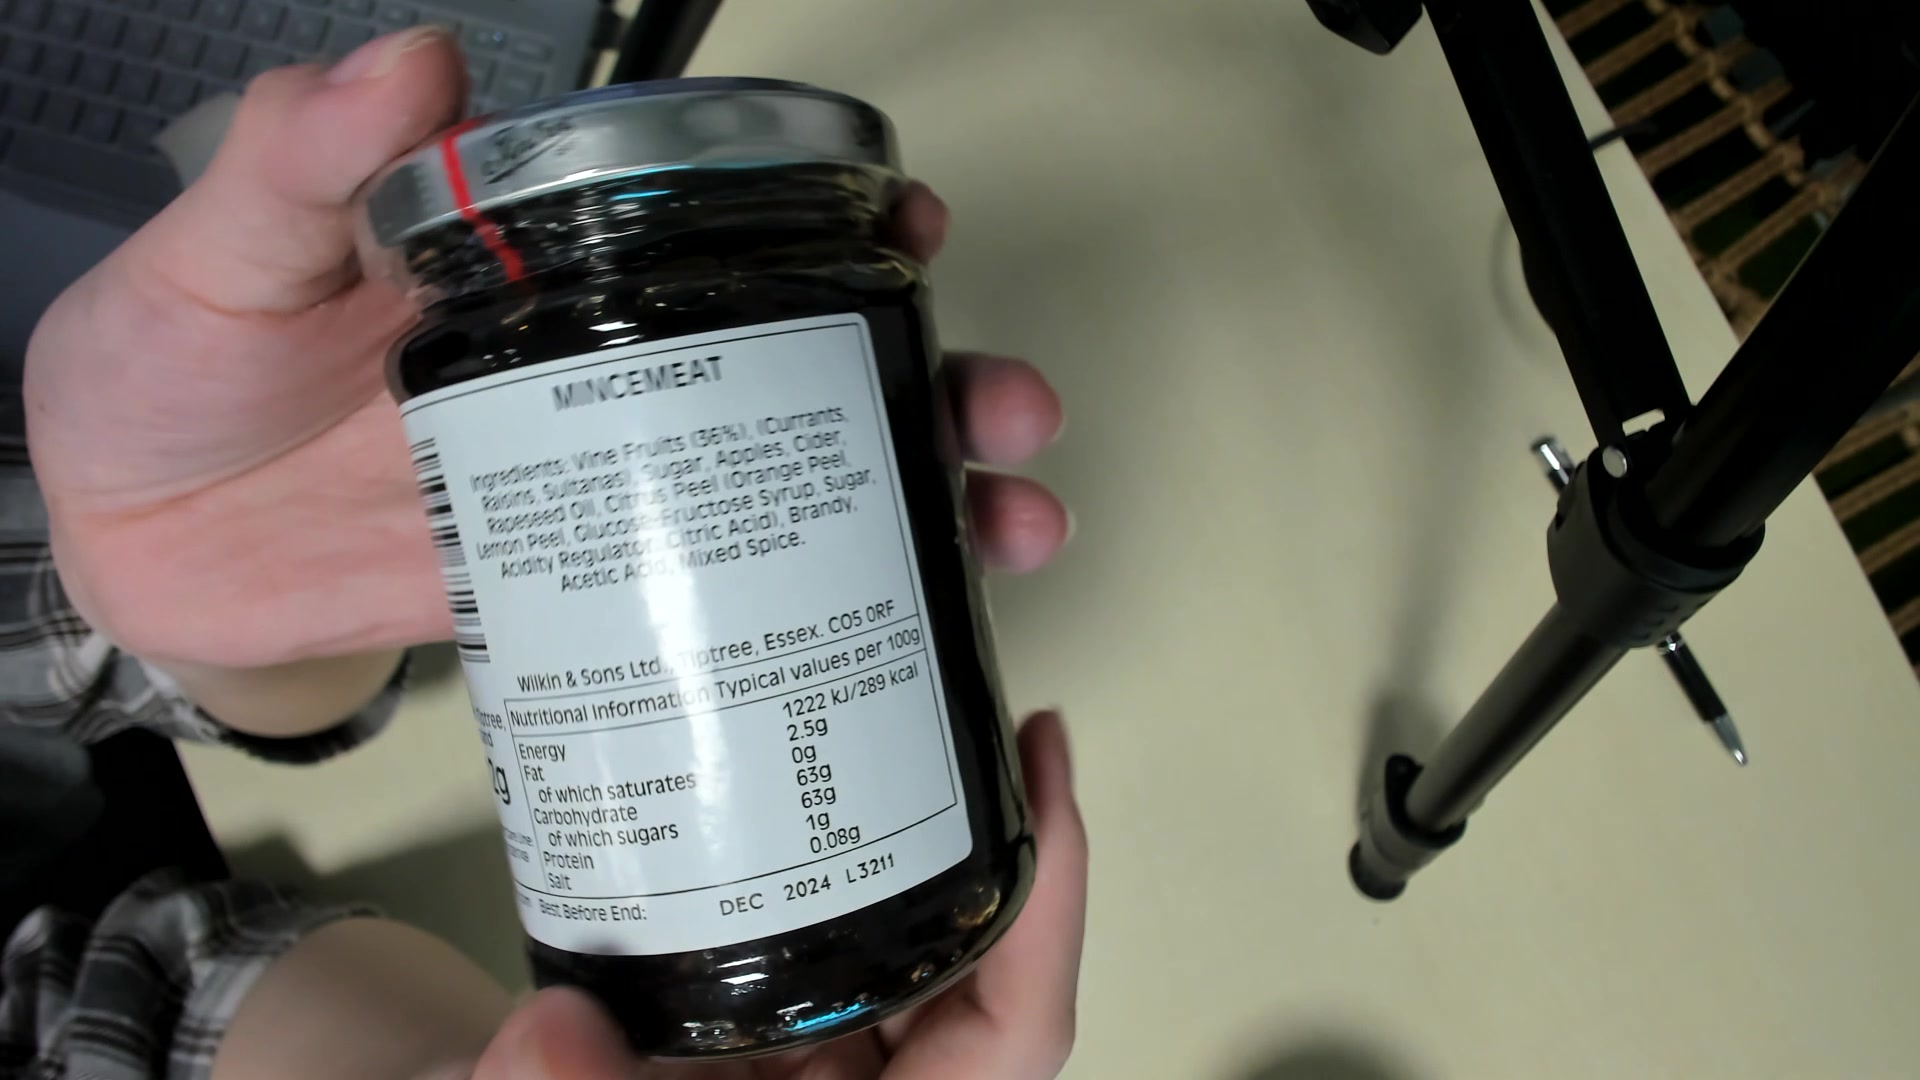 MINCEMEAT
Ingredients: Vine Fruits (36%), (Currants,
Raisins, Sultanas), Sugar, Apples, Cider,
Rapeseed Oil, Citrus Peel (Orange Peel,
Lemon Peel, Glucose-Fructose Syrup, Sugar,
Acidity Regulator: Citric Acid), Brandy,
Acetic Acid, Mixed Spice.
Wilkin & Sons Ltd., Tiptree, Essex. CO5 0RF
Nutritional Information Typical values per 100g
Energy 1222 kJ/289 kcal
Fat 2.5g
of which saturates 0g
Carbohydrate 63g
of which sugars 63g
Protein 1g
Salt 0.08g
Best Before End: DEC 2024 L3211
2g